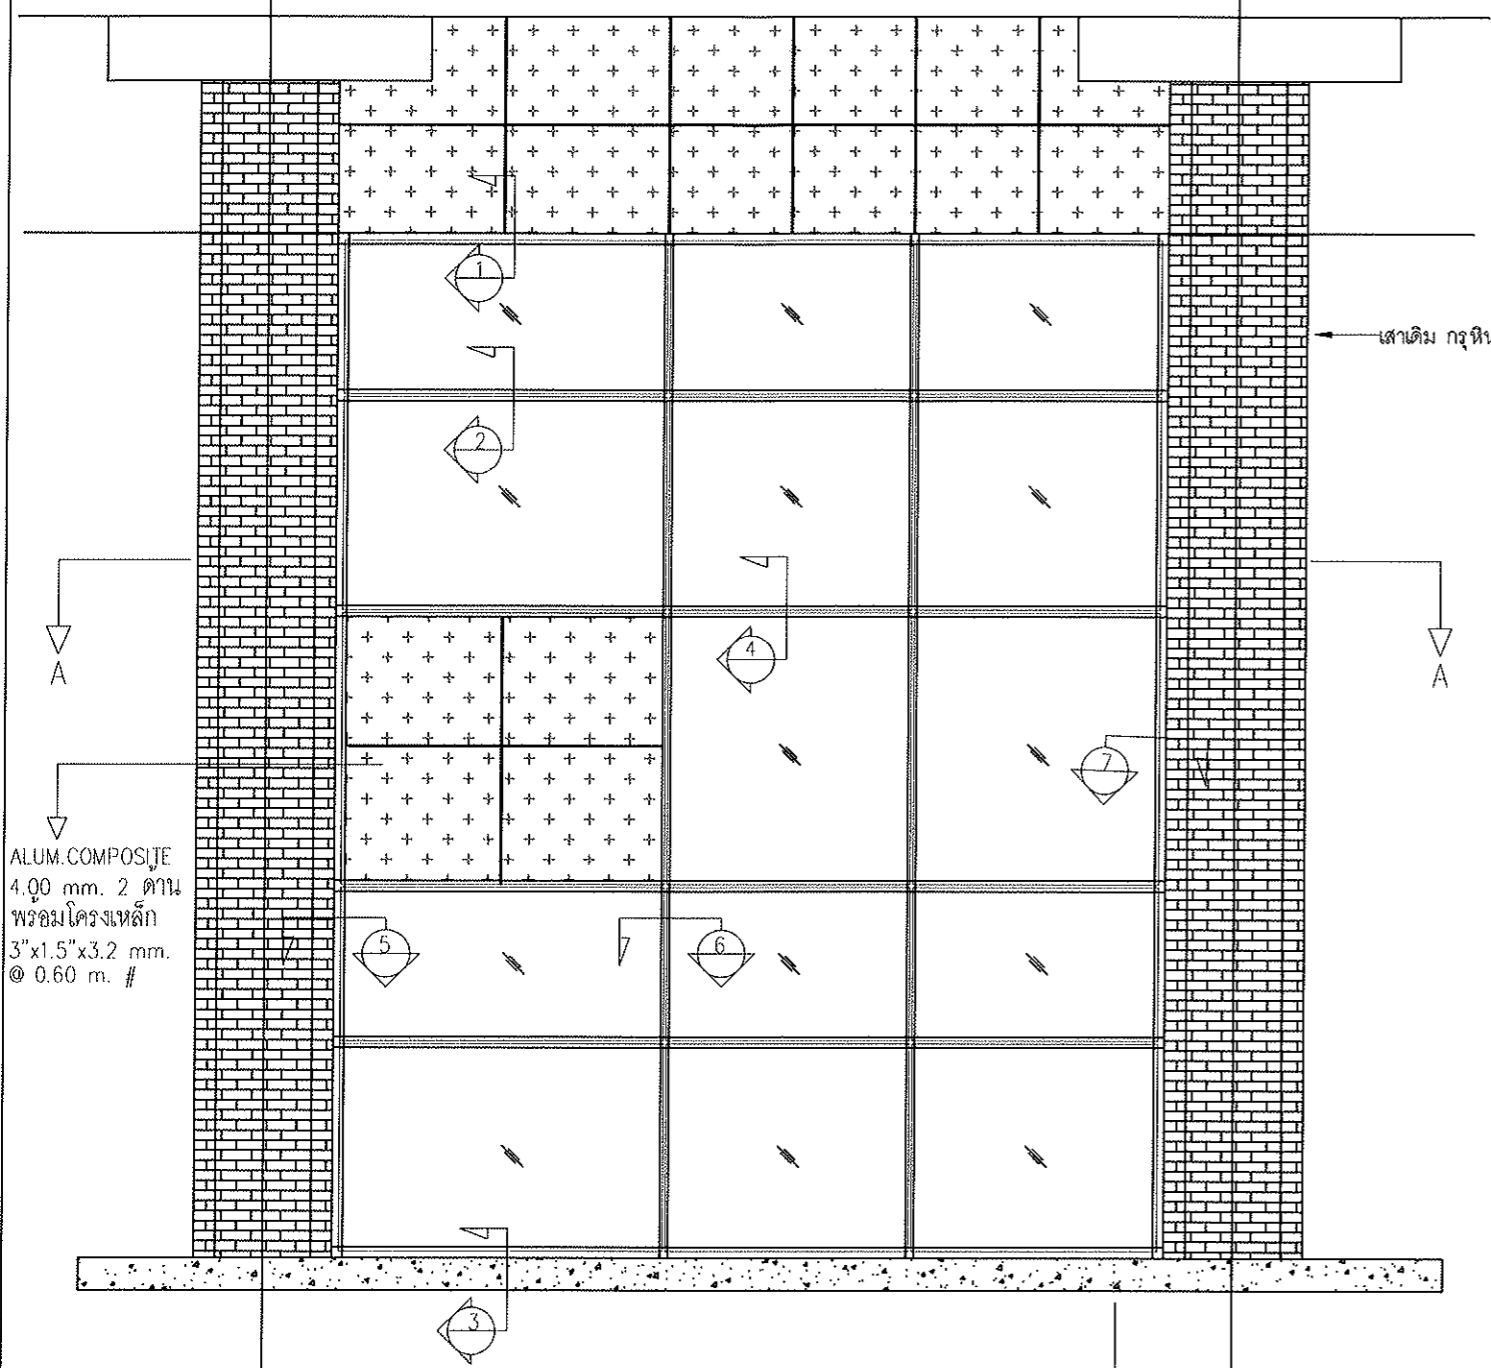 1
เสาเดิม กรุหิน
2
4
A
A
7
ALUM.COMPOSITE
4.00 mm. 2 ด้าน
พร้อมโครงเหล็ก
3"x1.5"x3.2 mm.
@ 0.60 m. #
5
6
3